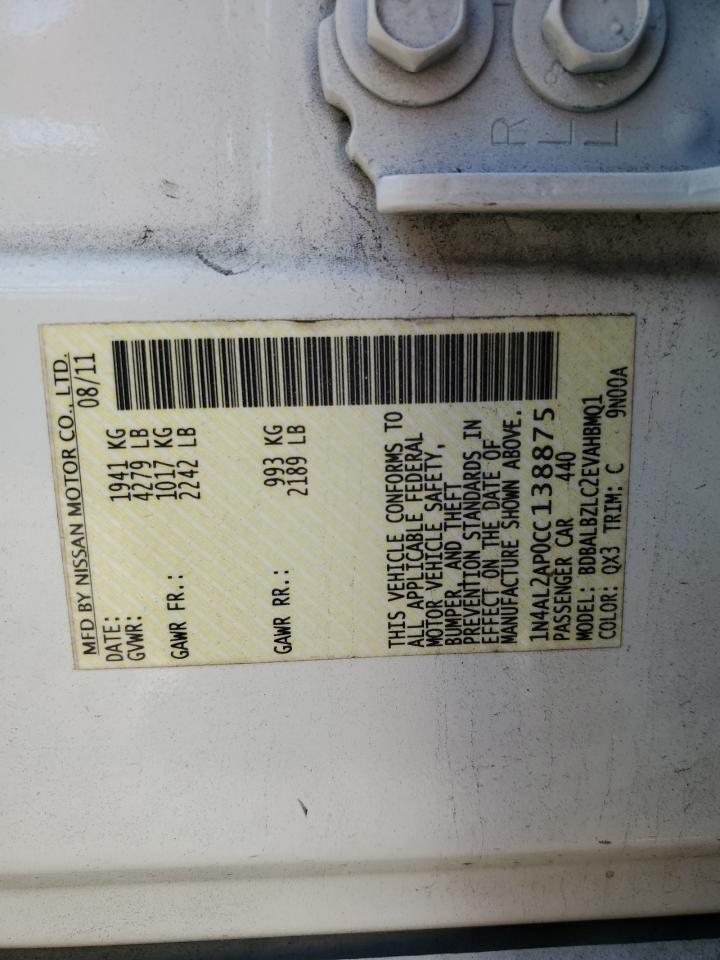 MFD BY NISSAN MOTOR CO., LTD.
DATE: 08/11
GVWR: 1941 KG
4279 LB
GAWR FR.: 1017 KG
2242 LB
GAWR RR.: 993 KG
2189 LB
THIS VEHICLE CONFORMS TO
ALL APPLICABLE FEDERAL
MOTOR VEHICLE SAFETY,
BUMPER, AND THEFT
PREVENTION STANDARDS IN
EFFECT ON THE DATE OF
MANUFACTURE SHOWN ABOVE.
1N4AL2AP0CC138875
PASSENGER CAR 440
MODEL: BDBALBZLC2EVAHBMQ1
COLOR: QX3 TRIM: C 9N00A
R
L
L